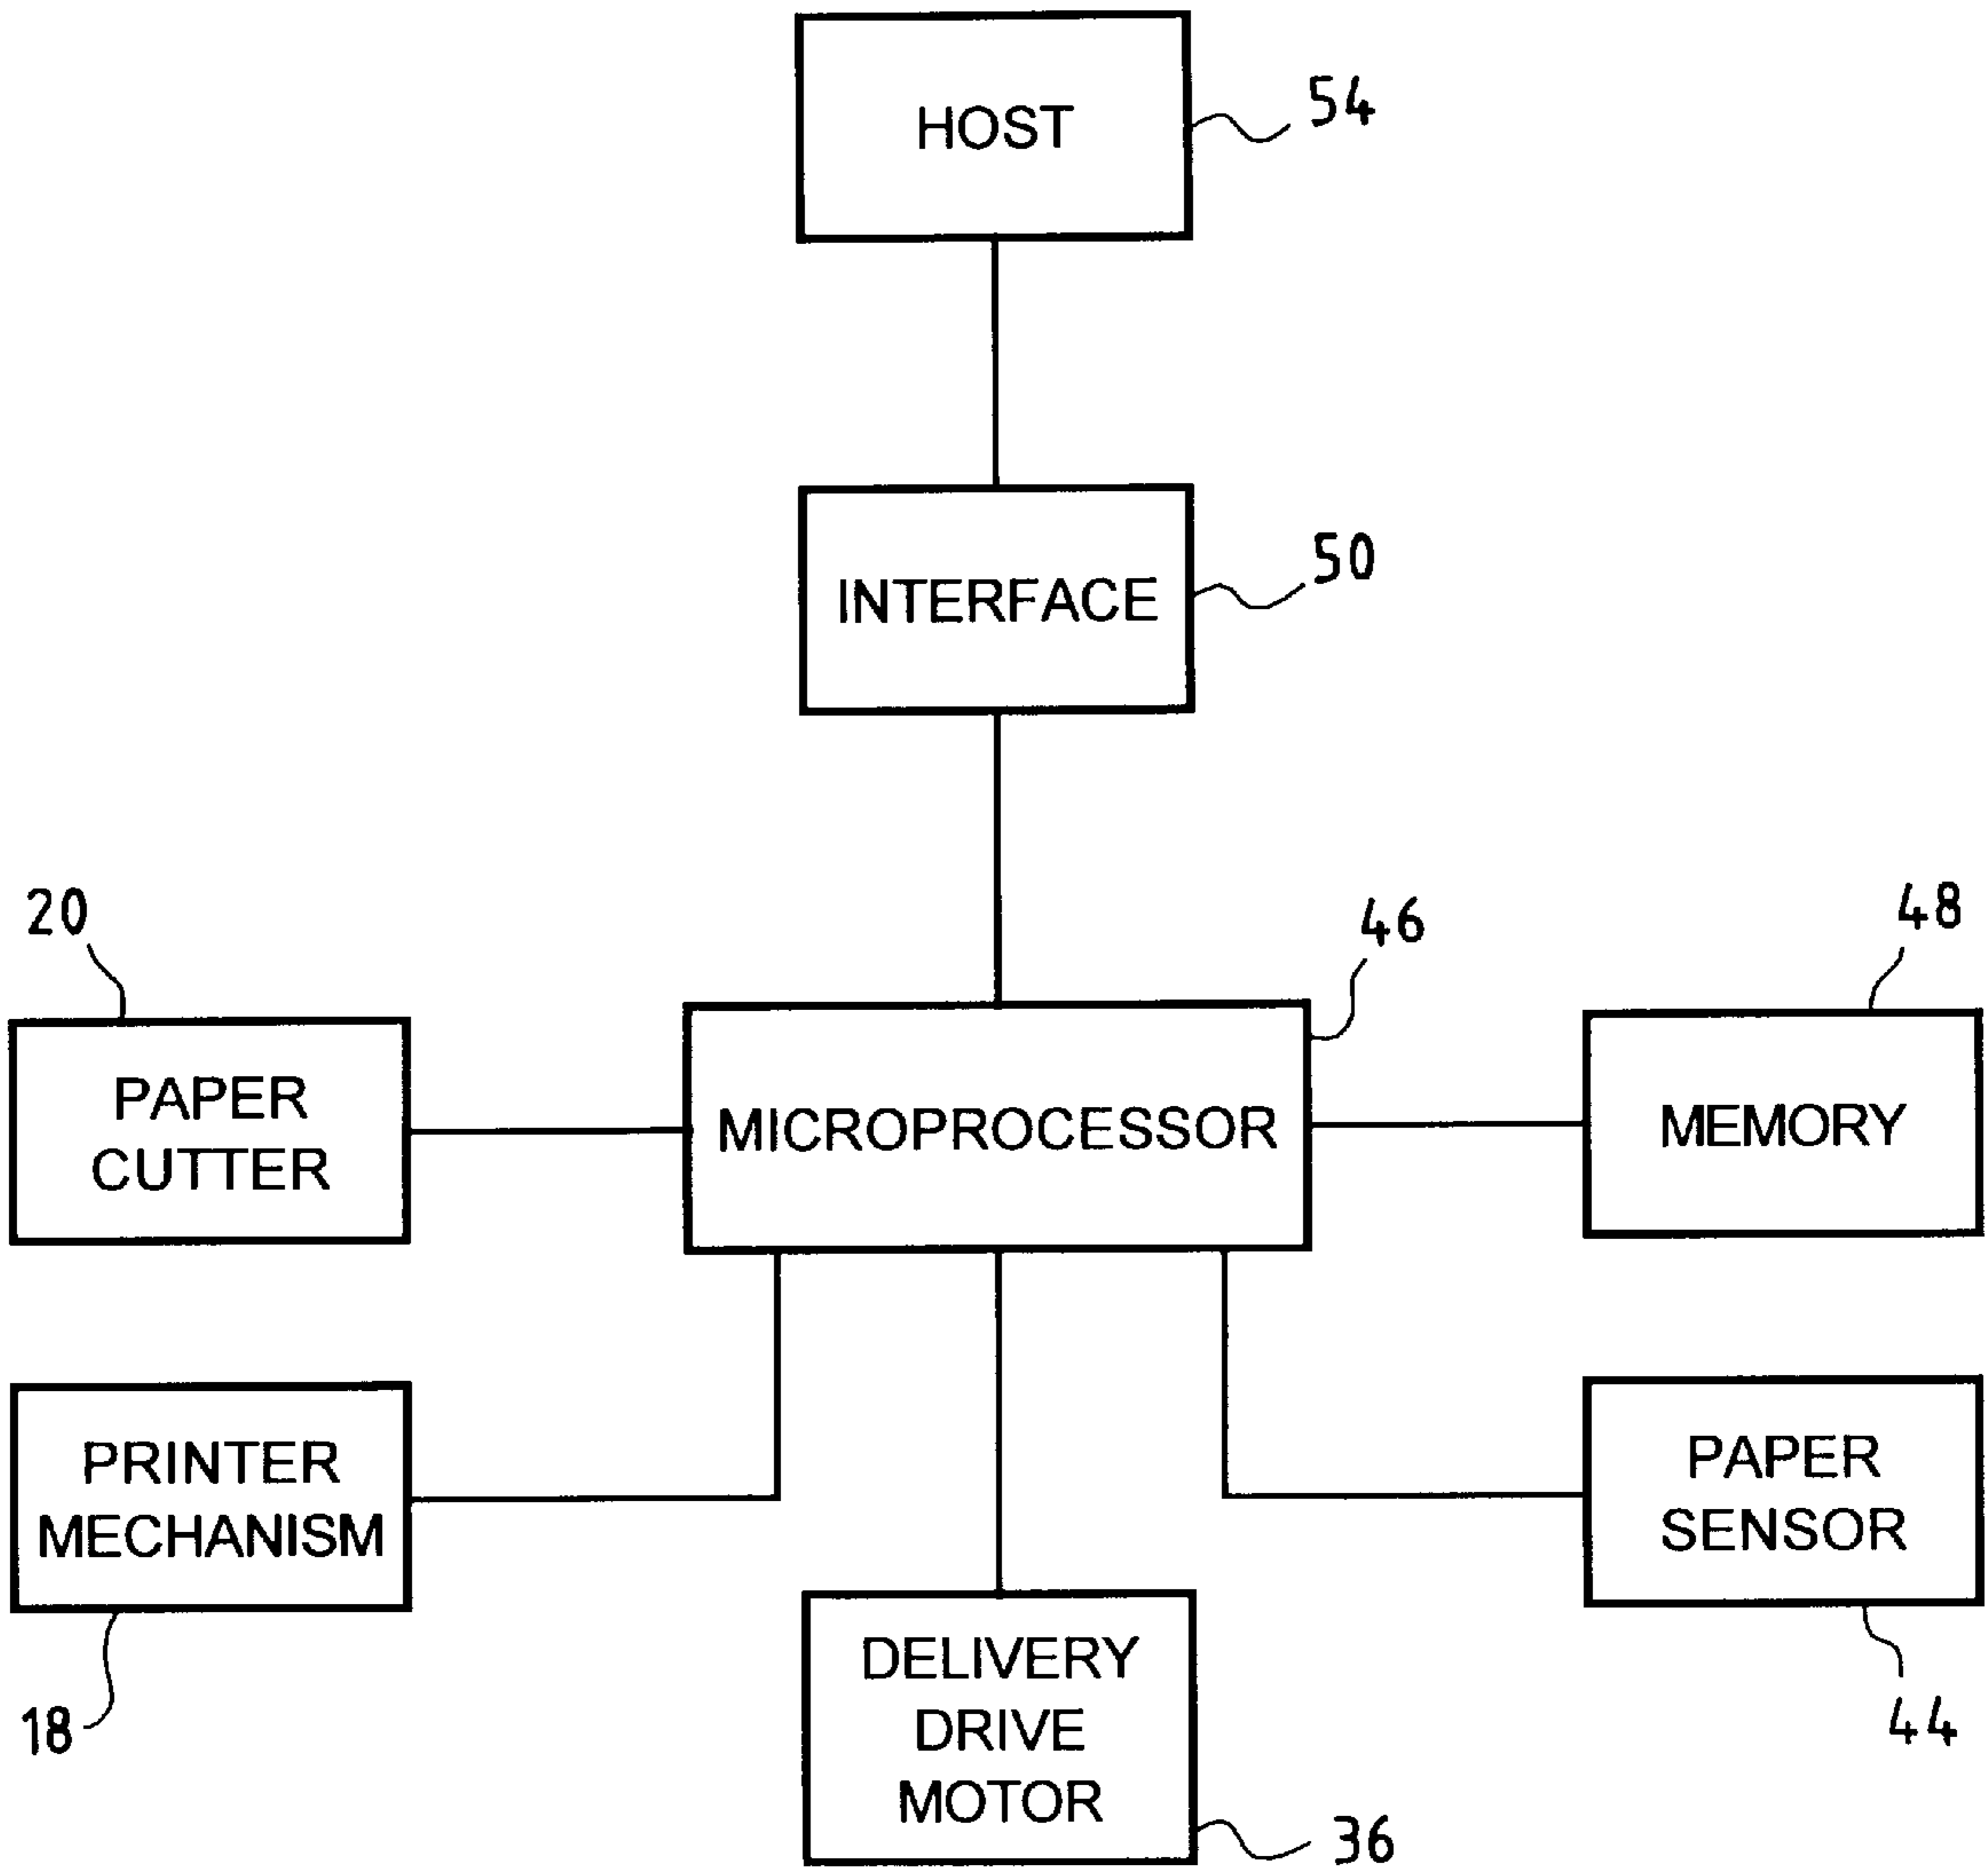 HOST
54
INTERFACE
50
20
46
48
PAPER
CUTTER
MICROPROCESSOR
MEMORY
PRINTER
MECHANISM
PAPER
SENSOR
18
DELIVERY
DRIVE
MOTOR
44
36